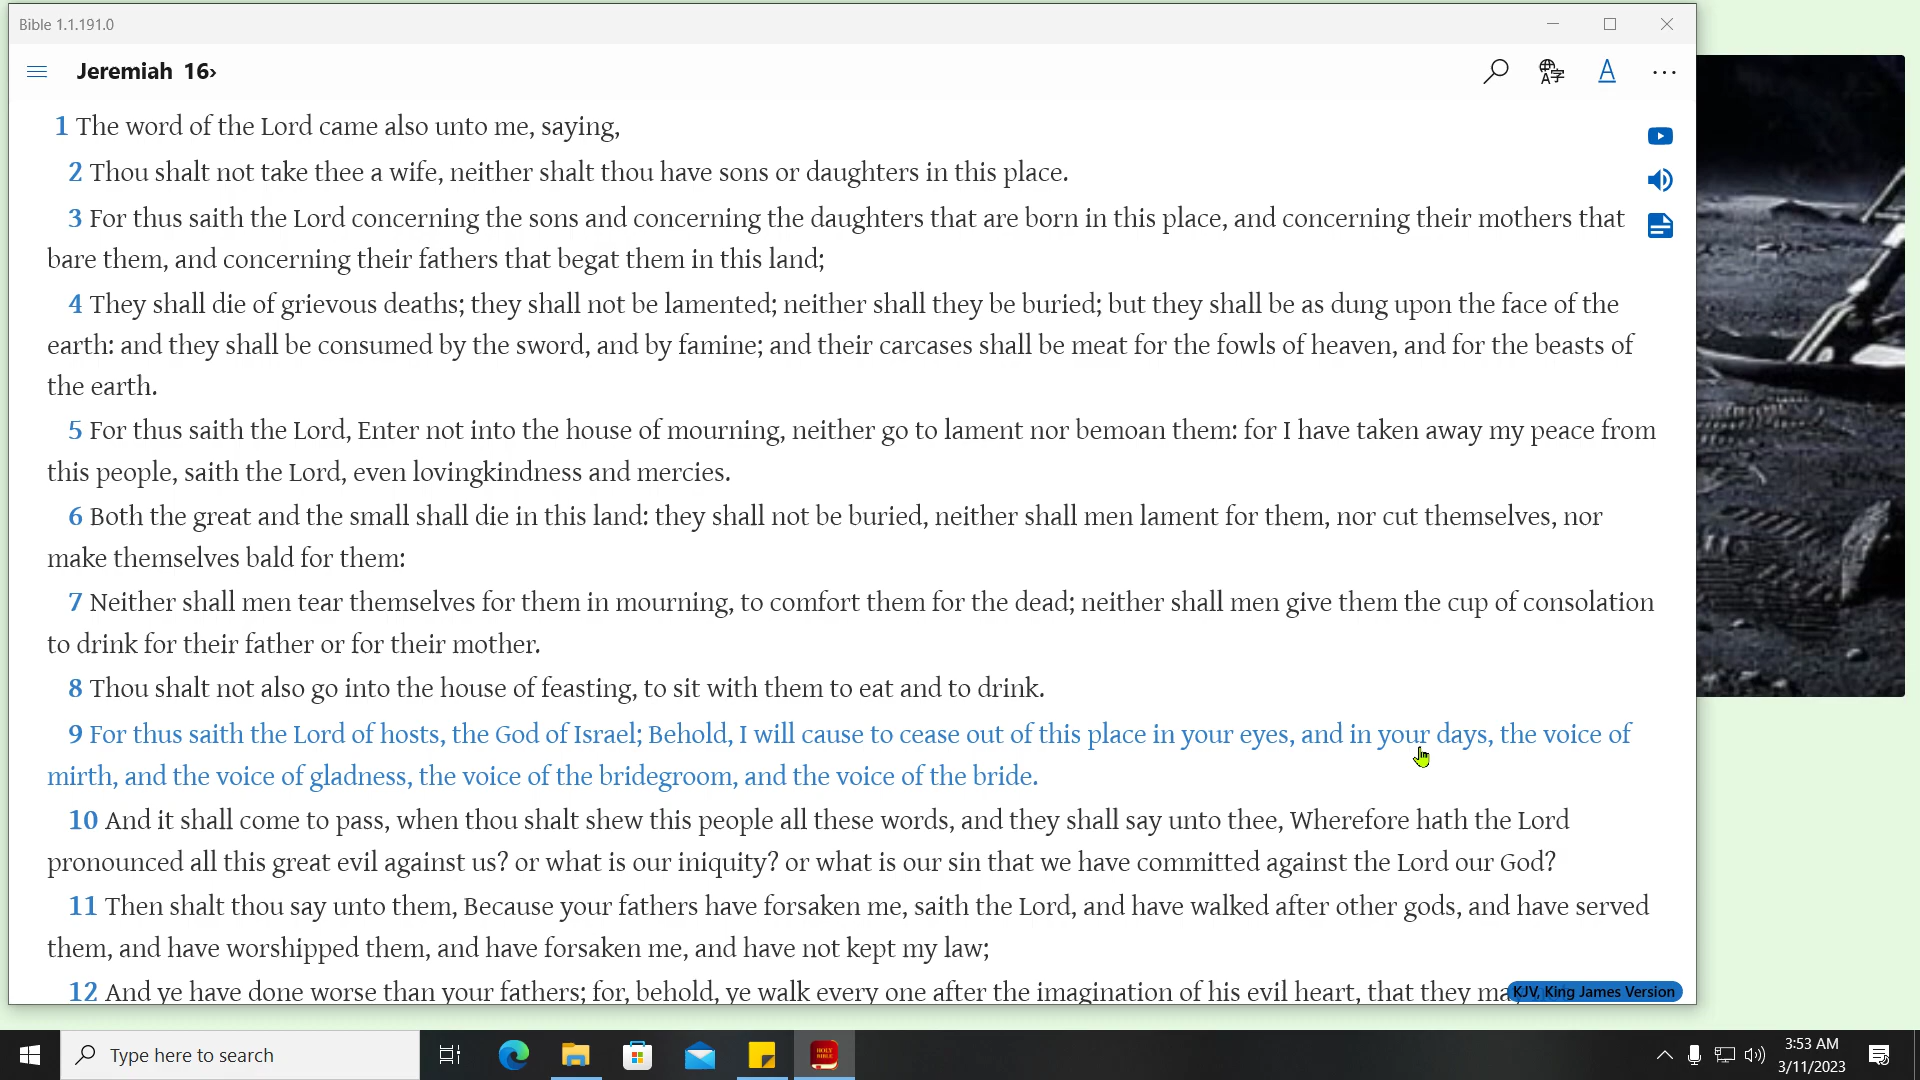 Bible 1.1.191.0
Jeremiah 16›
1 The word of the Lord came also unto me, saying,
2 Thou shalt not take thee a wife, neither shalt thou have sons or daughters in this place.
3 For thus saith the Lord concerning the sons and concerning the daughters that are born in this place, and concerning their mothers that
bare them, and concerning their fathers that begat them in this land;
4 They shall die of grievous deaths; they shall not be lamented; neither shall they be buried; but they shall be as dung upon the face of the
earth: and they shall be consumed by the sword, and by famine; and their carcases shall be meat for the fowls of heaven, and for the beasts of
the earth.
5 For thus saith the Lord, Enter not into the house of mourning, neither go to lament nor bemoan them: for I have taken away my peace from
this people, saith the Lord, even lovingkindness and mercies.
6 Both the great and the small shall die in this land: they shall not be buried, neither shall men lament for them, nor cut themselves, nor
make themselves bald for them:
7 Neither shall men tear themselves for them in mourning, to comfort them for the dead; neither shall men give them the cup of consolation
to drink for their father or for their mother.
8 Thou shalt not also go into the house of feasting, to sit with them to eat and to drink.
9 For thus saith the Lord of hosts, the God of Israel; Behold, I will cause to cease out of this place in your eyes, and in your days, the voice of
mirth, and the voice of gladness, the voice of the bridegroom, and the voice of the bride.
10 And it shall come to pass, when thou shalt shew this people all these words, and they shall say unto thee, Wherefore hath the Lord
pronounced all this great evil against us? or what is our iniquity? or what is our sin that we have committed against the Lord our God?
11 Then shalt thou say unto them, Because your fathers have forsaken me, saith the Lord, and have walked after other gods, and have served
them, and have worshipped them, and have forsaken me, and have not kept my law;
12 And ye have done worse than your fathers; for, behold, ye walk every one after the imagination of his evil heart, that they ma
KJV, King James Version
Type here to search
HOLY BIBLE
3:53 AM
3/11/2023